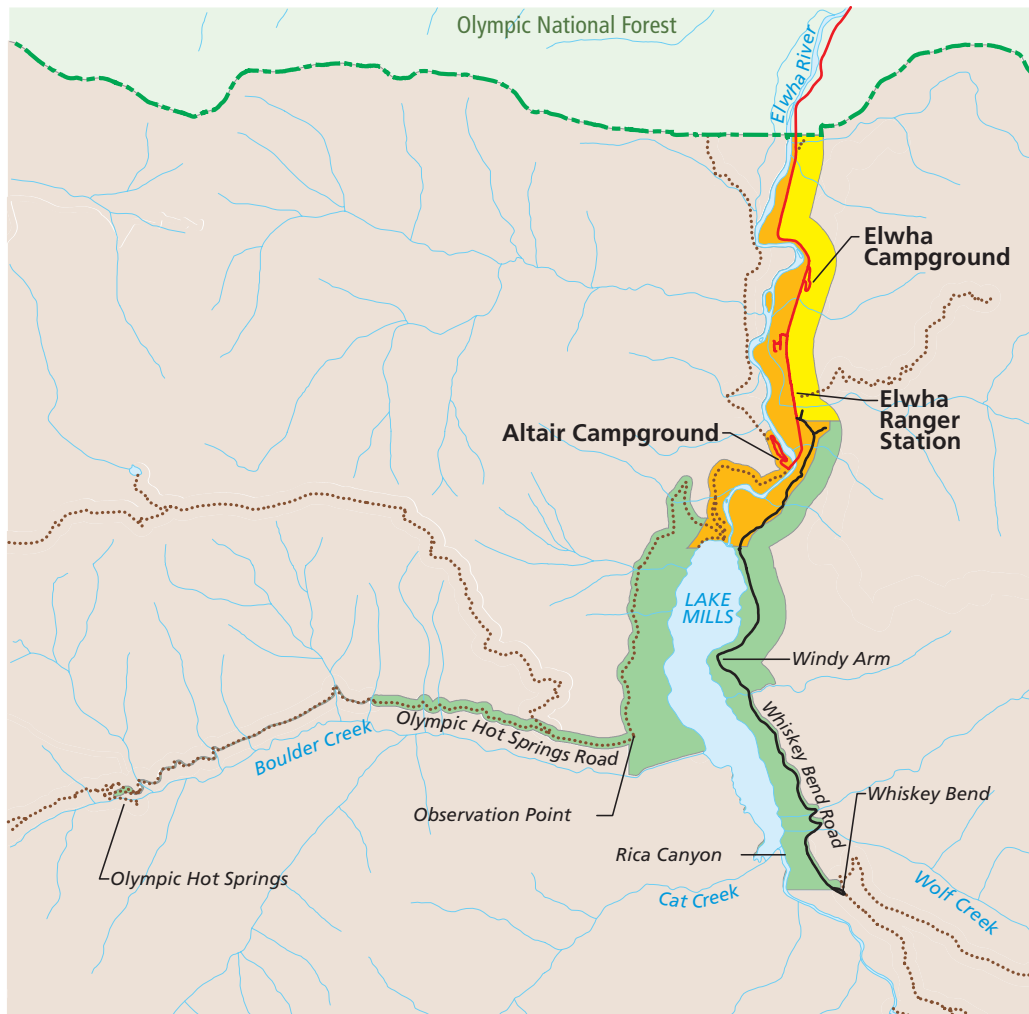 Olympic National Forest
Elwha River
Elwha
Campground
Elwha
Ranger
Station
Altair Campground
LAKE
MILLS
Windy Arm
Olympic Hot Springs Road
Boulder Creek
Whiskey Bend Road
Observation Point
Whiskey Bend
Rica Canyon
Olympic Hot Springs
Cat Creek
Wolf Creek